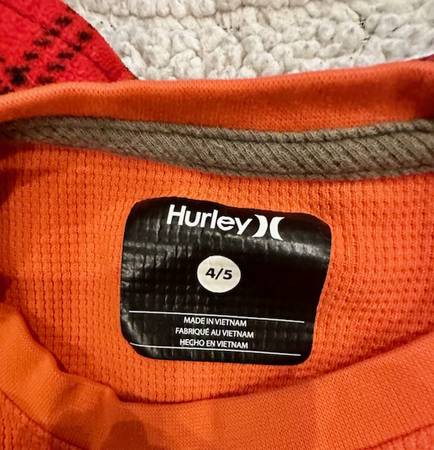 Hurley
4/5
MADE IN VIETNAM
FABRIQUÉ AU VIETNAM
HECHO EN VIETNAM